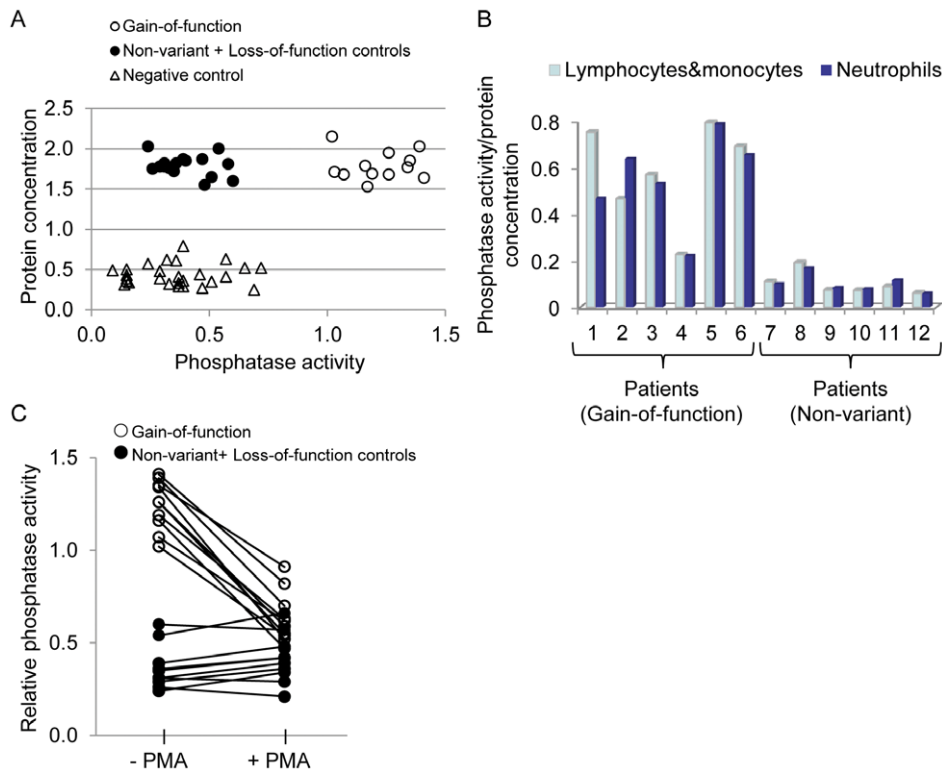 A
Gain-of-function
Non-variant + Loss-of-function controls
Negative control
Protein concentration
2.5
2.0
1.5
1.0
0.5
0.0
0.0 0.5 1.0 1.5
Phosphatase activity
B
Lymphocytes&monocytes Neutrophils
Phosphatase activity/protein
concentration
0.8
0.6
0.4
0.2
0
1 2 3 4 5 6 7 8 9 10 11 12
Patients
(Gain-of-function)
Patients
(Non-variant)
C
Gain-of-function
Non-variant+ Loss-of-function controls
Relative phosphatase activity
1.5
1.0
0.5
0.0
- PMA + PMA